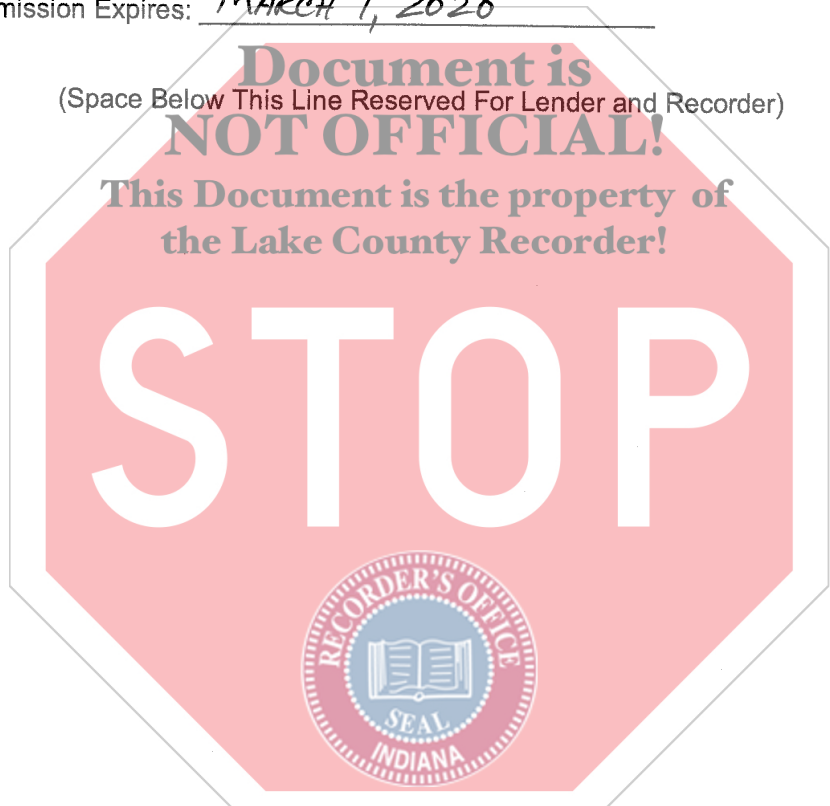 mission Expires: MARCH 1, 2020
Document is
(Space Below This Line Reserved For Lender and Recorder)
NOT OFFICIAL!
This Document is the property of
the Lake County Recorder!
STOP
RECORDER'S OFFICE
SEAL
INDIANA